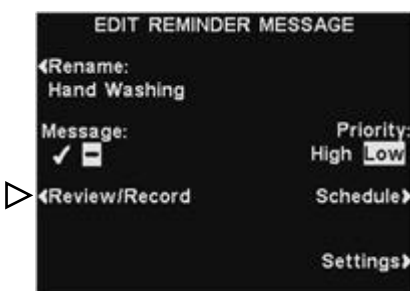 EDIT REMINDER MESSAGE
Rename:
Hand Washing
Message: Priority:
High Low
Review/Record Schedule
Settings